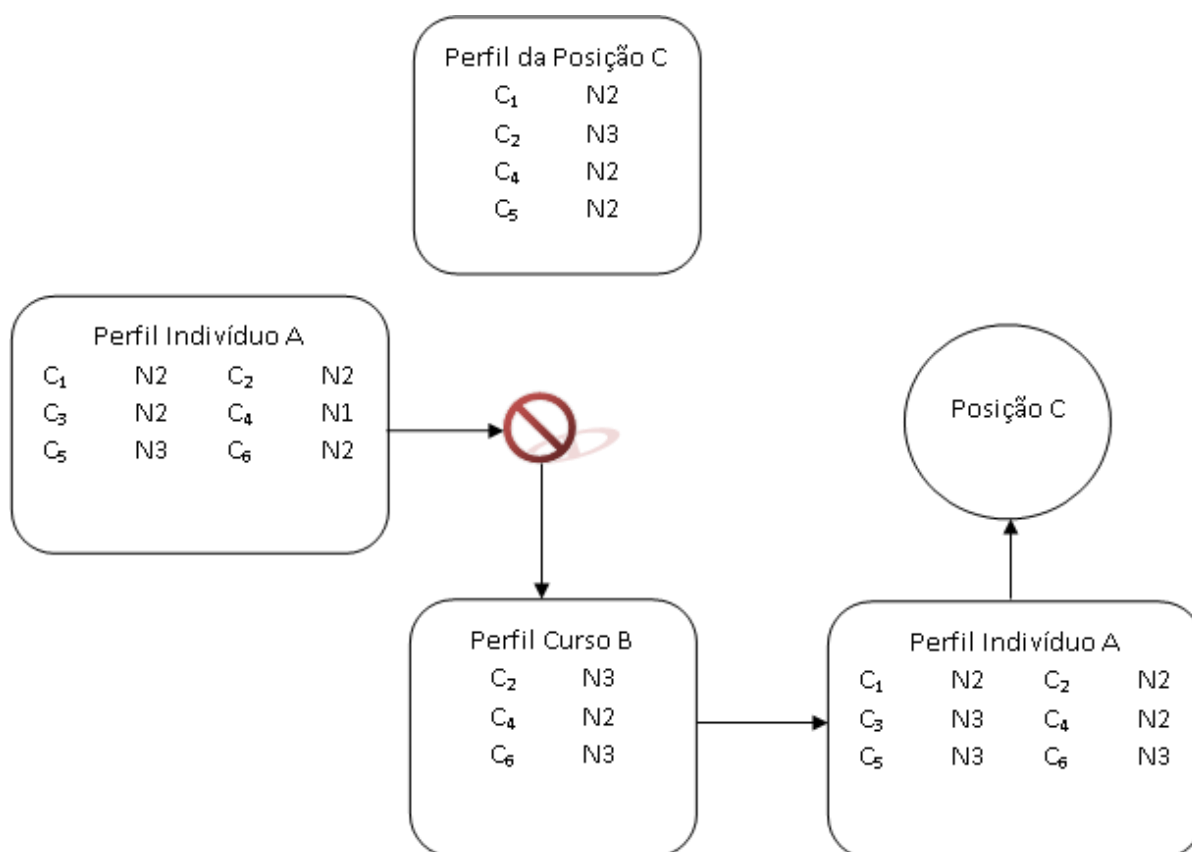 Perfil da Posição C
C₁ N2
C₂ N3
C₄ N2
C₅ N2
Perfil Indivíduo A
C₁ N2 C₂ N2
C₃ N2 C₄ N1
C₅ N3 C₆ N2
Posição C
Perfil Curso B
C₂ N3
C₄ N2
C₆ N3
Perfil Indivíduo A
C₁ N2 C₂ N2
C₃ N3 C₄ N2
C₅ N3 C₆ N3